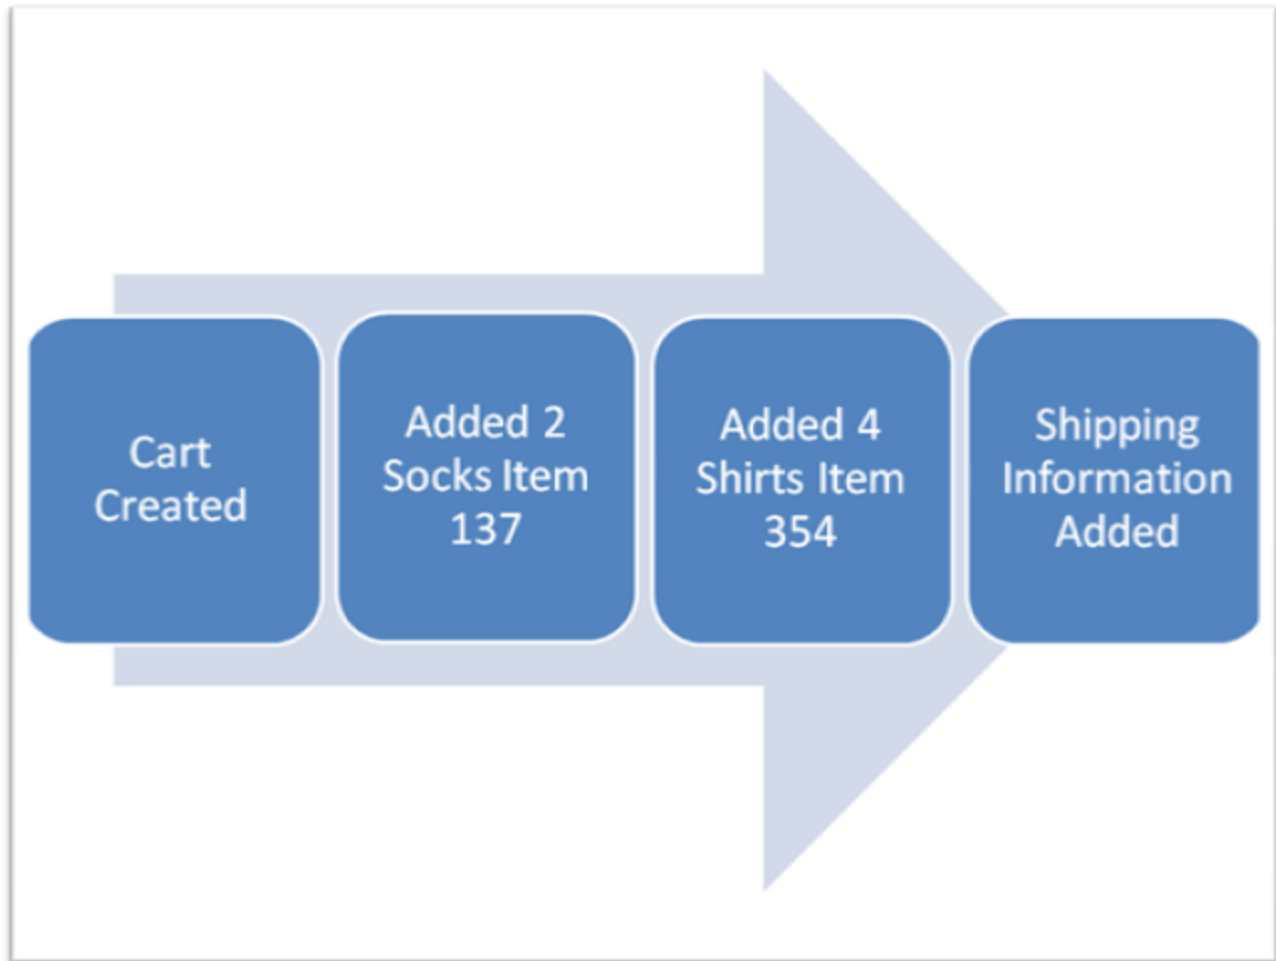 Cart
Created
Added 2
Socks Item
137
Added 4
Shirts Item
354
Shipping
Information
Added